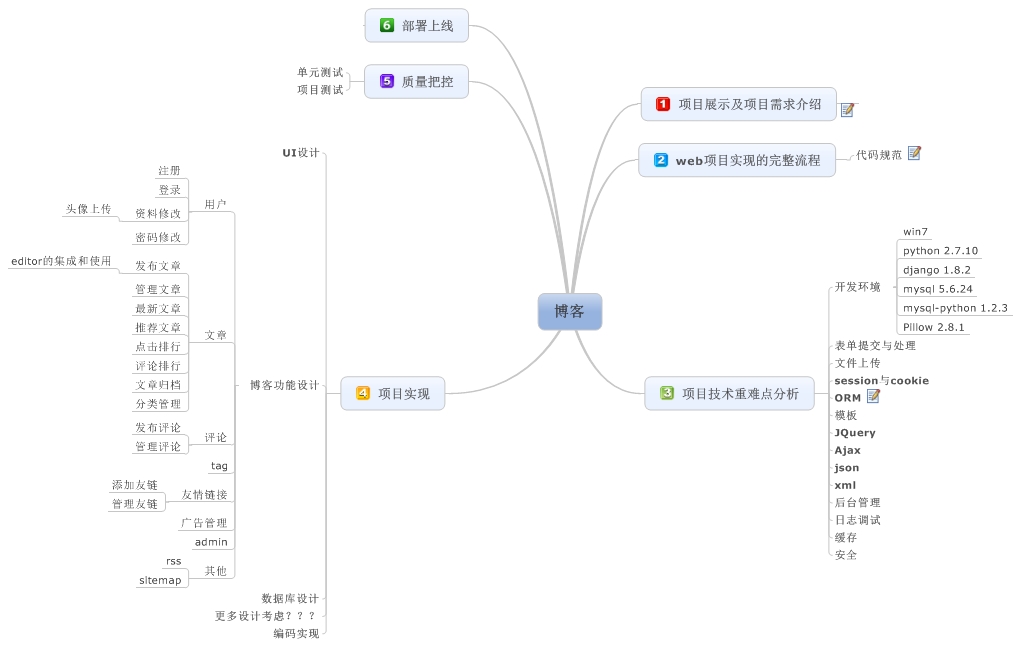 博客
1 项目展示及项目需求介绍
2 web项目实现的完整流程
代码规范
3 项目技术重难点分析
开发环境
win7
python 2.7.10
django 1.8.2
mysql 5.6.24
mysql-python 1.2.3
Pillow 2.8.1
表单提交与处理
文件上传
session与cookie
ORM
模板
JQuery
Ajax
json
xml
后台管理
日志调试
缓存
安全
4 项目实现
UI设计
博客功能设计
用户
注册
登录
资料修改
头像上传
密码修改
文章
发布文章
editor的集成和使用
管理文章
最新文章
推荐文章
点击排行
评论排行
文章归档
分类管理
评论
发布评论
管理评论
tag
友情链接
添加友链
管理友链
广告管理
admin
其他
rss
sitemap
数据库设计
更多设计考虑？？？
编码实现
5 质量把控
单元测试
项目测试
6 部署上线